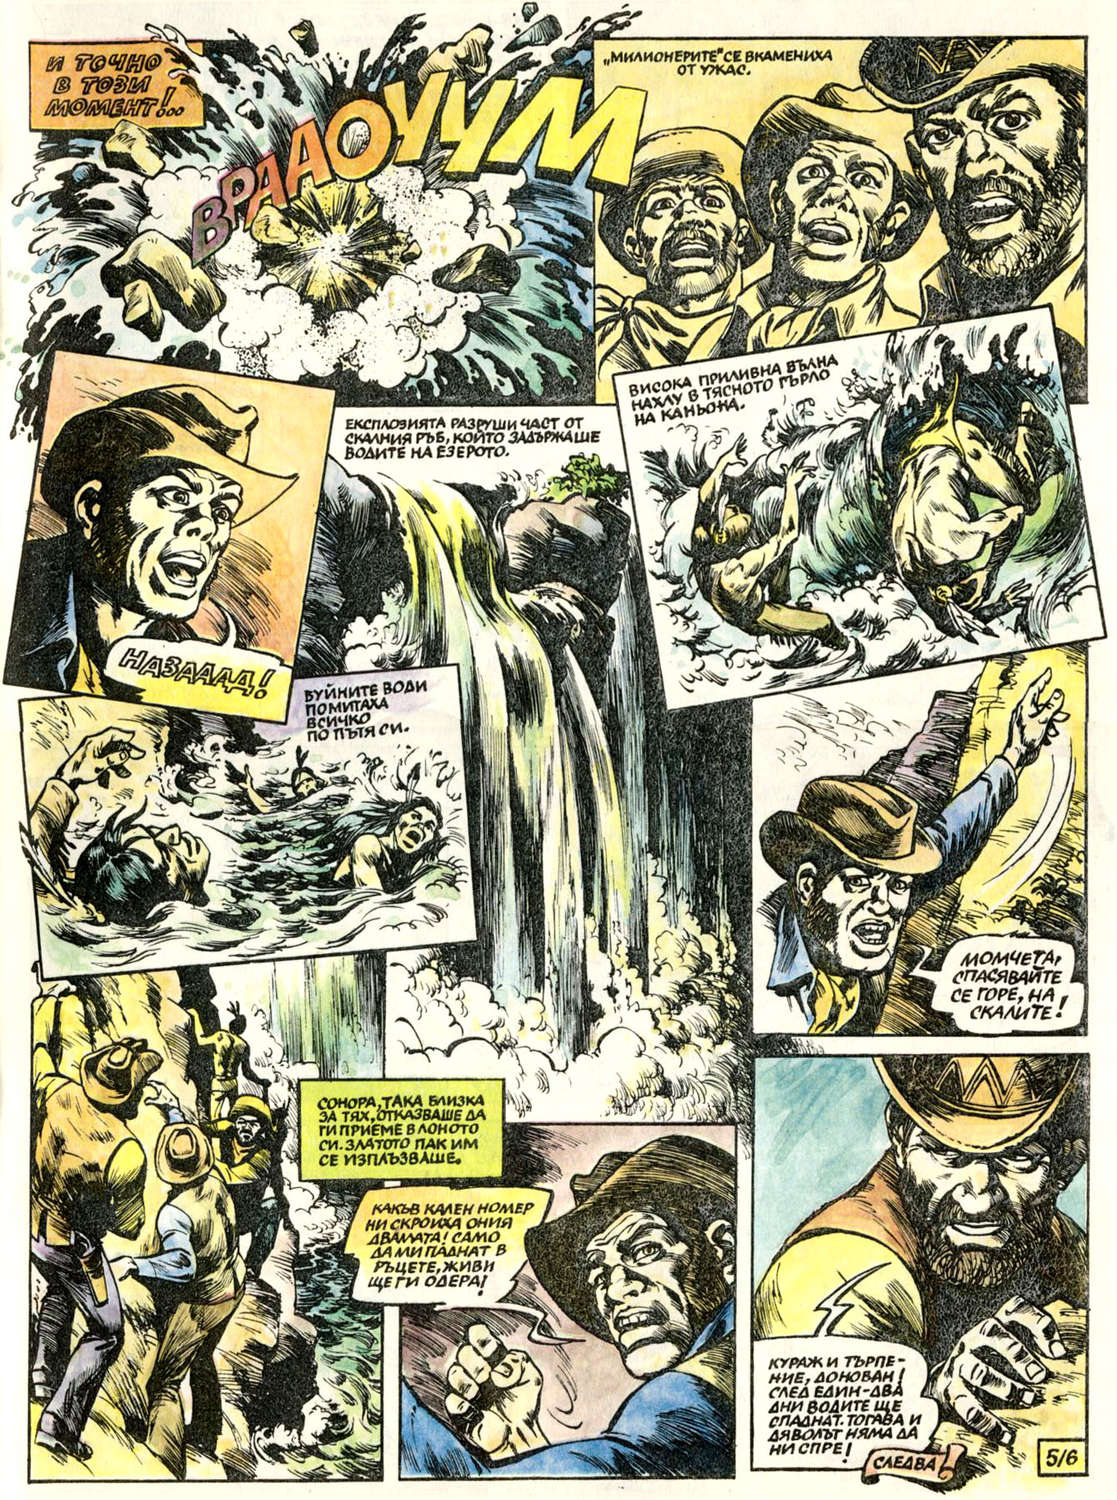 И ТОЧНО
В ТОЗИ
МОМЕНТ!...
ВРАAОУУМ
„МИЛИОНЕРИТЕ" СЕ ВКАМЕНИХА
ОТ УЖАС.
НАЗАААД!
ЕКСПЛОЗИЯТА РАЗРУШИ ЧАСТ ОТ
СКАЛНИЯ РЪБ, КОЙТО ЗАДЪРЖАШЕ
ВОДИТЕ НА ЕЗЕРОТО.
ВИСОКА ПРИЛИВНА ВЪЛНА
НАХЛУ В ТЯСНОТО ГЪРЛО
НА КАНЬОНА.
БУЙНИТЕ ВОДИ
ПОМИТАХА
ВСИЧКО
ПО ПЪТЯ СИ.
МОМЧЕТА,
СПАСЯВАЙТЕ
СЕ ГОРЕ, НА
СКАЛИТЕ!
СОНОРА, ТАКА БЛИЗКА
ЗА ТЯХ, ОТКАЗВАШЕ ДА
ГИ ПРИЕМЕ В ЛОНОТО
СИ. ЗЛАТОТО ПАК ИМ
СЕ ИЗПЛЪЗВАШЕ.
КАКЪВ КАЛЕН НОМЕР
НИ СКРОИХА ОНИЯ
ДВАМАТА! САМО
ДА МИ ПАДНАТ В
РЪЦЕТЕ, ЖИВИ
ЩЕ ГИ ОДЕРА!
КУРАЖ И ТЪРПЕ-
НИЕ, ДОНОВАН!
СЛЕД ЕДИН-ДВА
ДНИ ВОДИТЕ ЩЕ
СПАДНАТ. ТОГАВА И
ДЯВОЛЪТ НЯМА ДА
НИ СПРЕ!
СЛЕДВА!
5/6